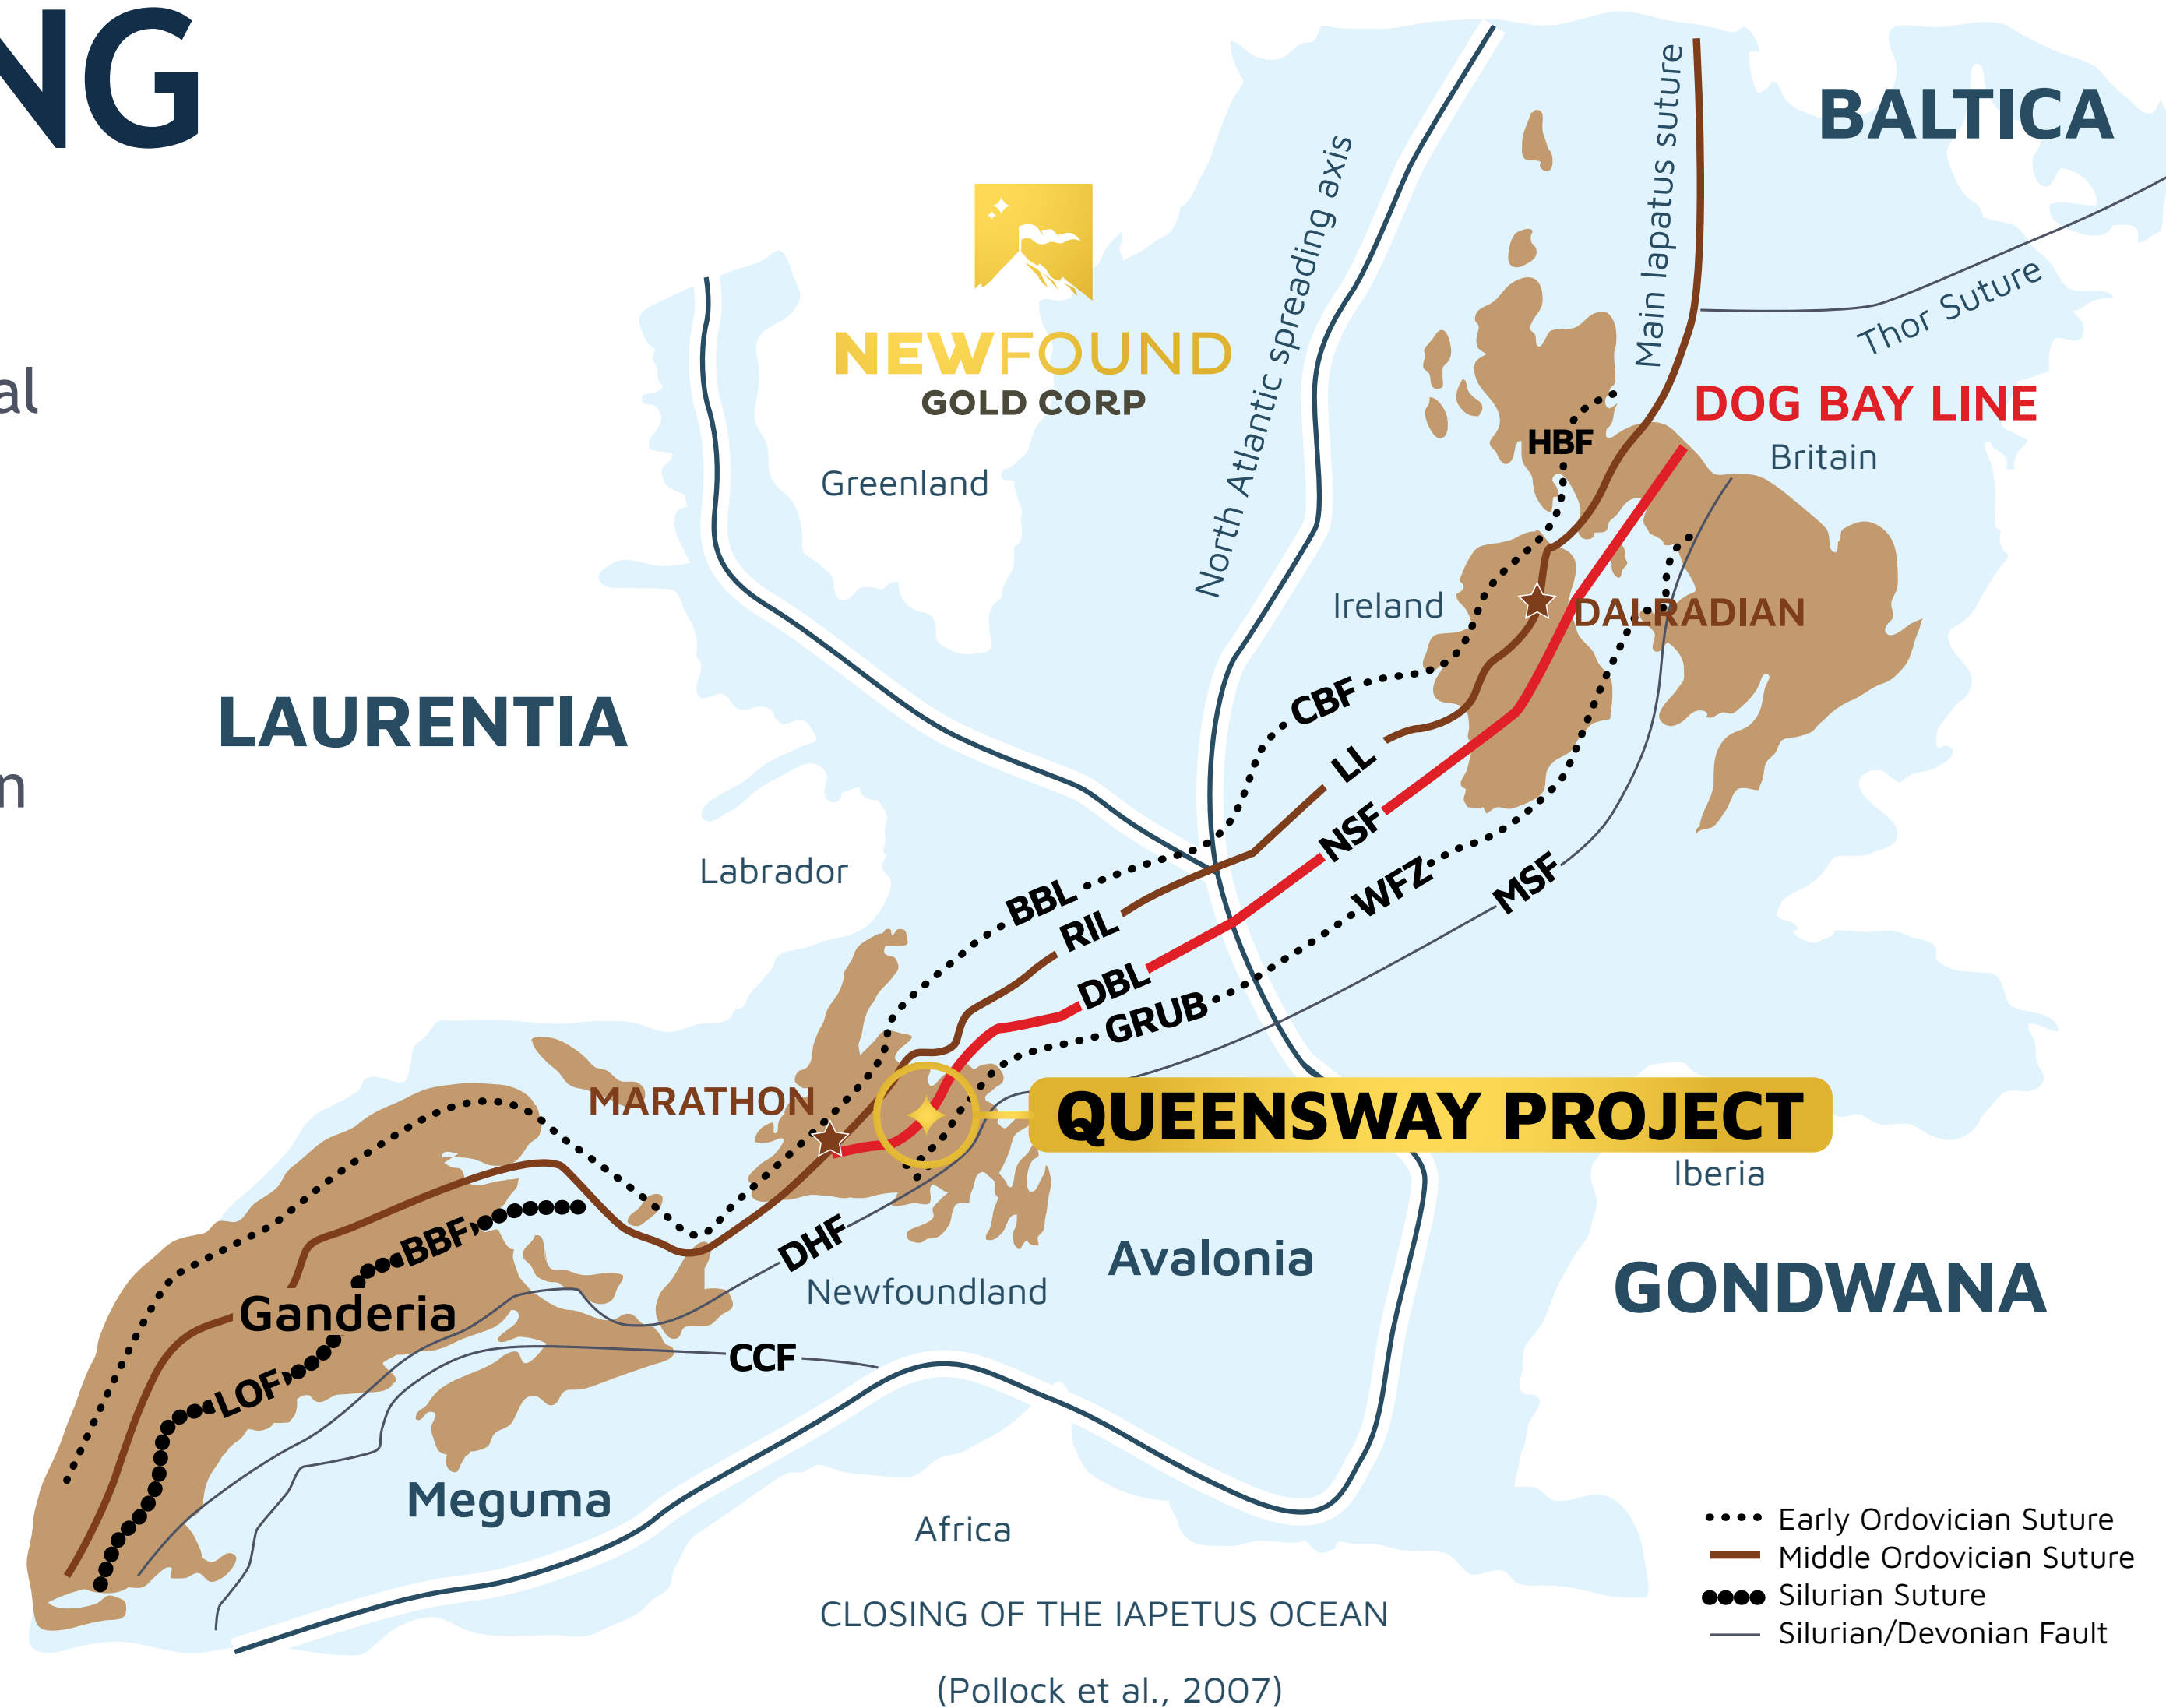 NG
al
n
BALTICA
Main Iapatus suture
North Atlantic spreading axis
Thor Suture
NEWFOUND
GOLD CORP
DOG BAY LINE
HBF
Britain
Greenland
Ireland
DALRADIAN
LAURENTIA
CBF
LL
NSF
Labrador
BBL
WFZ
MSF
RIL
DBL
GRUB
MARATHON
QUEENSWAY PROJECT
Iberia
BBF
DHF
Avalonia
Newfoundland
GONDWANA
Ganderia
CCF
LOF
Meguma
Africa
Early Ordovician Suture
Middle Ordovician Suture
Silurian Suture
Silurian/Devonian Fault
CLOSING OF THE IAPETUS OCEAN
(Pollock et al., 2007)